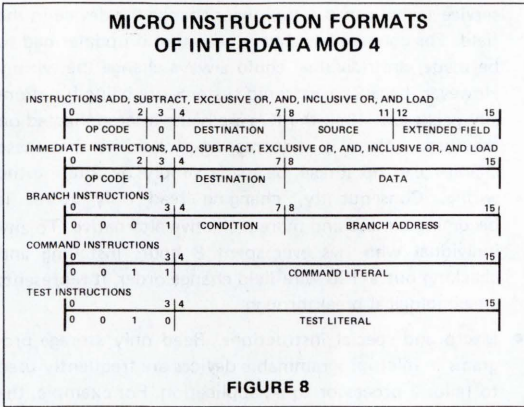 MICRO INSTRUCTION FORMATS
OF INTERDATA MOD 4
INSTRUCTIONS ADD, SUBTRACT, EXCLUSIVE OR, AND, INCLUSIVE OR, AND LOAD
0 2 3 4 7 8 11 12 15
OP CODE 0 DESTINATION SOURCE EXTENDED FIELD
IMMEDIATE INSTRUCTIONS, ADD, SUBTRACT, EXCLUSIVE OR, AND, INCLUSIVE OR, AND LOAD
0 2 3 4 7 8 15
OP CODE 1 DESTINATION DATA
BRANCH INSTRUCTIONS
0 3 4 7 8 15
0 0 0 1 CONDITION BRANCH ADDRESS
COMMAND INSTRUCTIONS
0 3 4 15
0 0 1 1 COMMAND LITERAL
TEST INSTRUCTIONS
0 3 4 15
0 0 1 0 TEST LITERAL
FIGURE 8